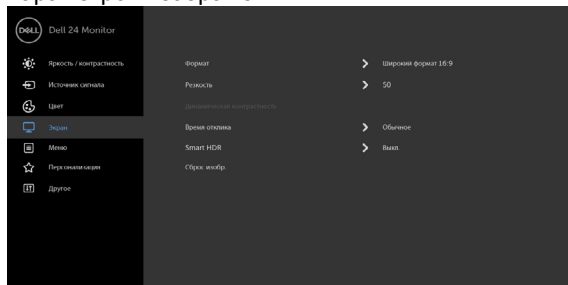 DELL Dell 24 Monitor
Яркость / контрастность
Формат
Широкий формат 16:9
Источник сигнала
Резкость
50
Цвет
Динамическая контрастность
Экран
Время отклика
Обычное
Меню
Smart HDR
Выкл.
Персонализация
Сброс изобр.
Другое